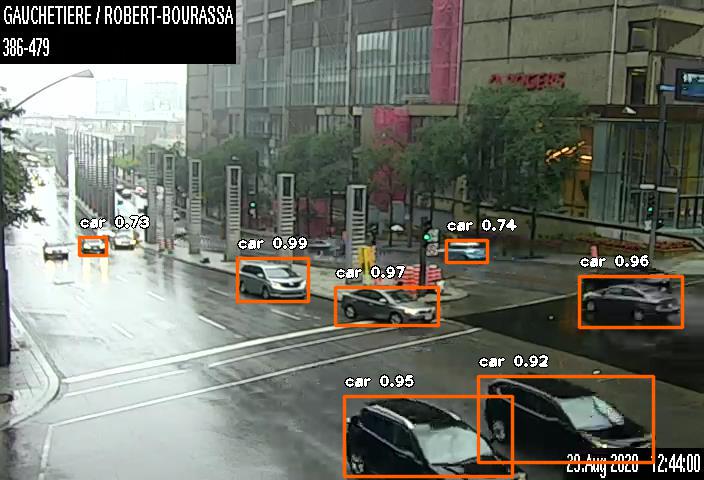 GAUCHETIERE / ROBERT-BOURASSA
386-479
ROGERS
car 0.73
car 0.74
car 0.99
car 0.97
car 0.96
car 0.92
car 0.95
29.Aug 2020 12:44:00